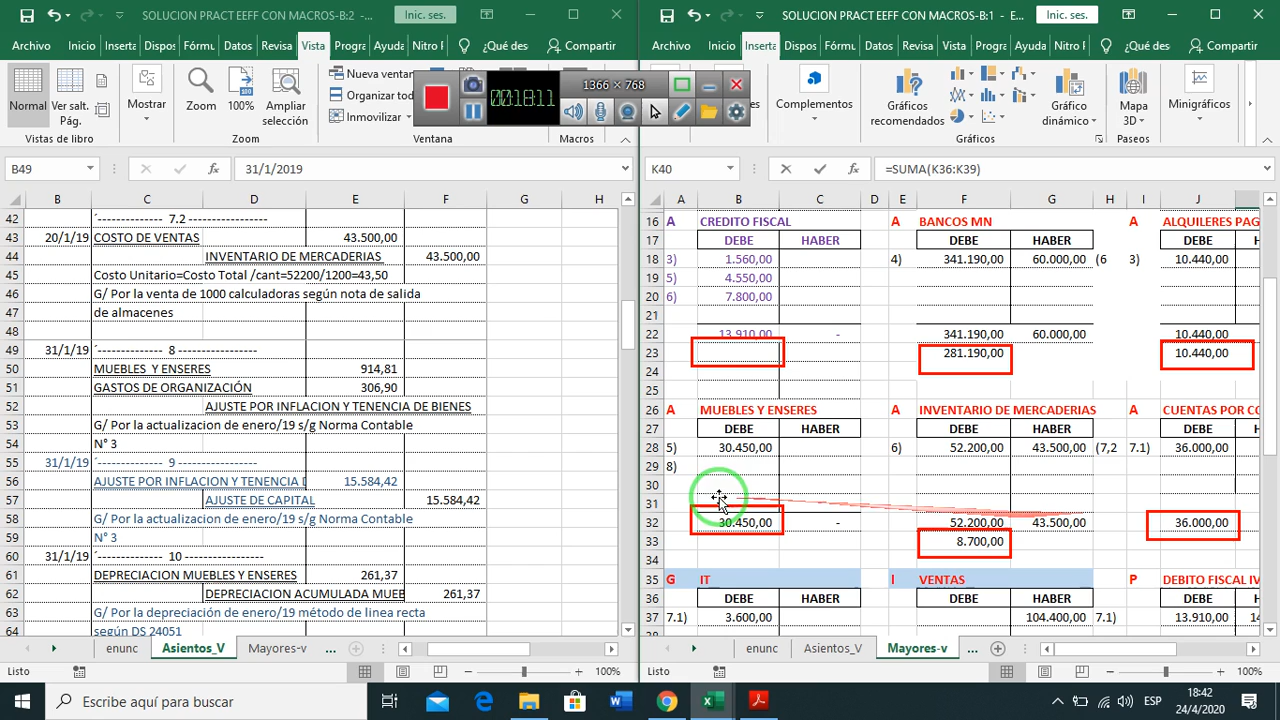 SOLUCION PRACT EEFF CON MACROS-B:2 - ...
Inic. ses.
SOLUCION PRACT EEFF CON MACROS-B:1 - E...
Inic. ses.
Archivo Inicio Inserta Dispos Fórmu Datos Revisa Vista Progra Ayuda Nitro P ¿Qué des Compartir
Archivo Inicio Inserta Dispos Fórmu Datos Revisa Vista Progra Ayuda Nitro P ¿Qué des Compartir
Normal
Ver salt. Pág.
Vistas de libro
Mostrar
Zoom
100%
Ampliar selección
Zoom
Nueva ventan
Organizar tod
Inmovilizar
Ventana
Macros
1366 × 768
00:18:11
Complementos
Gráficos recomendados
Gráficos
Gráfico dinámico
Mapa 3D
Paseos
Minigráficos
B49
31/1/2019
K40
=SUMA(K36:K39)
B C D E F G H
42 ´-------------- 7.2 ------------------
43 20/1/19 COSTO DE VENTAS 43.500,00
44 INVENTARIO DE MERCADERIAS 43.500,00
45 Costo Unitario=Costo Total /cant=52200/1200=43,50
46 G/ Por la venta de 1000 calculadoras según nota de salida
47 de almacenes
48
49 31/1/19 ´-------------- 8 ------------------
50 MUEBLES Y ENSERES 914,81
51 GASTOS DE ORGANIZACIÓN 306,90
52 AJUSTE POR INFLACION Y TENENCIA DE BIENES
53 G/ Por la actualizacion de enero/19 s/g Norma Contable
54 N° 3
55 31/1/19 ´-------------- 9 ------------------
56 AJUSTE POR INFLACION Y TENENCIA D 15.584,42
57 AJUSTE DE CAPITAL 15.584,42
58 G/ Por la actualizacion de enero/19 s/g Norma Contable
59 N° 3
60 31/1/19 ´-------------- 10 ------------------
61 DEPRECIACION MUEBLES Y ENSERES 261,37
62 DEPRECIACION ACUMULADA MUEB 261,37
63 G/ Por la depreciación de enero/19 método de linea recta
64 según DS 24051
A B C D E F G H I J
16 A CREDITO FISCAL A BANCOS MN A ALQUILERES PAG
17 DEBE HABER DEBE HABER DEBE
18 3) 1.560,00 4) 341.190,00 60.000,00 (6 3) 10.440,00
19 5) 4.550,00
20 6) 7.800,00
21
22 13.910,00 - 341.190,00 60.000,00 10.440,00
23 281.190,00 10.440,00
24
25
26 A MUEBLES Y ENSERES A INVENTARIO DE MERCADERIAS A CUENTAS POR CO
27 DEBE HABER DEBE HABER DEBE
28 5) 30.450,00 6) 52.200,00 43.500,00 (7,2 7.1) 36.000,00
29 8)
30
31
32 30.450,00 - 52.200,00 43.500,00 36.000,00
33 8.700,00
34
35 G IT I VENTAS P DEBITO FISCAL IV
36 DEBE HABER DEBE HABER DEBE
37 7.1) 3.600,00 104.400,00 7.1) 13.910,00
enunc Asientos_V Mayores-v ...
enunc Asientos_V Mayores-v ...
Listo 100%
Listo 100%
Escribe aquí para buscar
ESP
18:42
24/4/2020